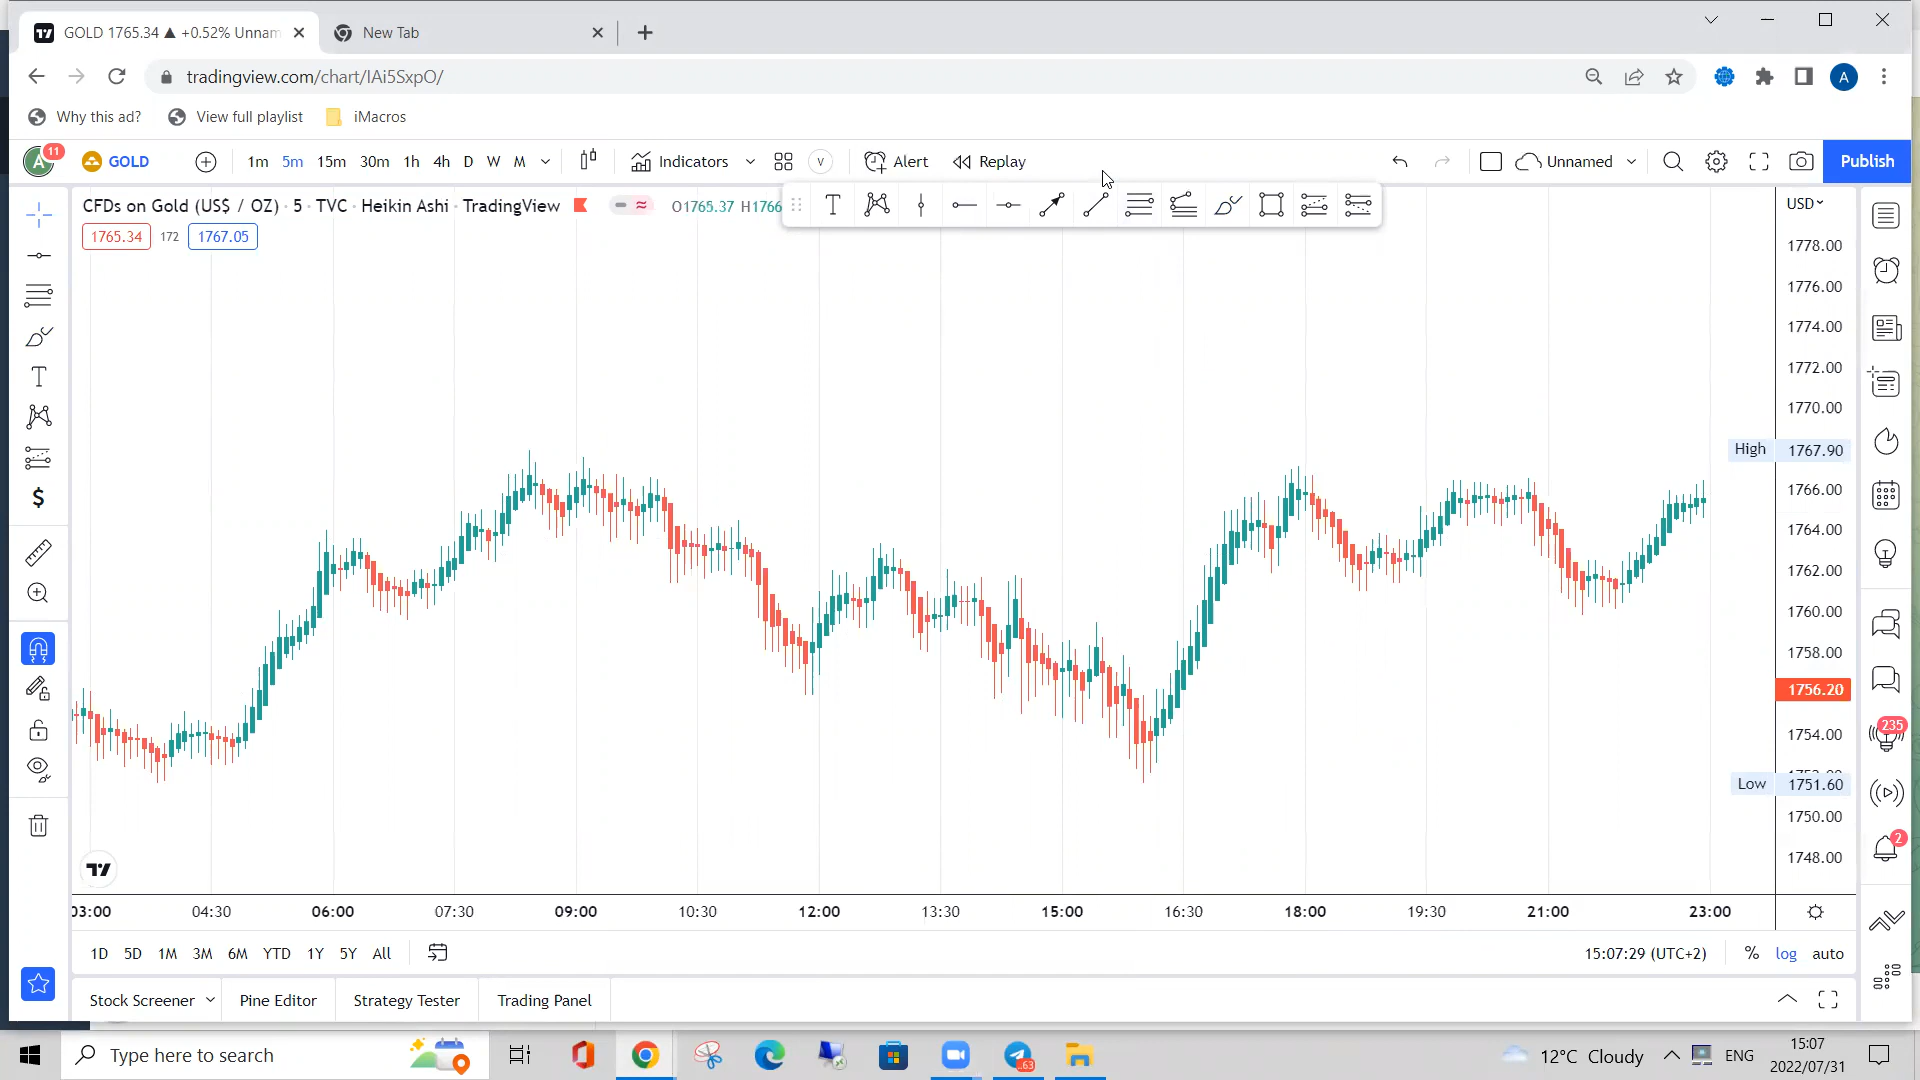 GOLD 1765.34 ▲ +0.52% Unnam
New Tab
tradingview.com/chart/IAi5SxpO/
A
Why this ad?
View full playlist
iMacros
A
11
GOLD
1m 5m 15m 30m 1h 4h D W M
Indicators
V
Alert
Replay
Unnamed
Publish
CFDs on Gold (US$ / OZ) · 5 · TVC · Heikin Ashi · TradingView
O1765.37 H1766
USD
1765.34
172
1767.05
1778.00
1776.00
1774.00
1772.00
1770.00
High 1767.90
1766.00
1764.00
1762.00
1760.00
1758.00
1756.20
1754.00
Low 1751.60
1750.00
1748.00
235
2
03:00 04:30 06:00 07:30 09:00 10:30 12:00 13:30 15:00 16:30 18:00 19:30 21:00 23:00
1D 5D 1M 3M 6M YTD 1Y 5Y All
15:07:29 (UTC+2)
% log auto
Stock Screener
Pine Editor
Strategy Tester
Trading Panel
Type here to search
63
12°C Cloudy
ENG
15:07
2022/07/31